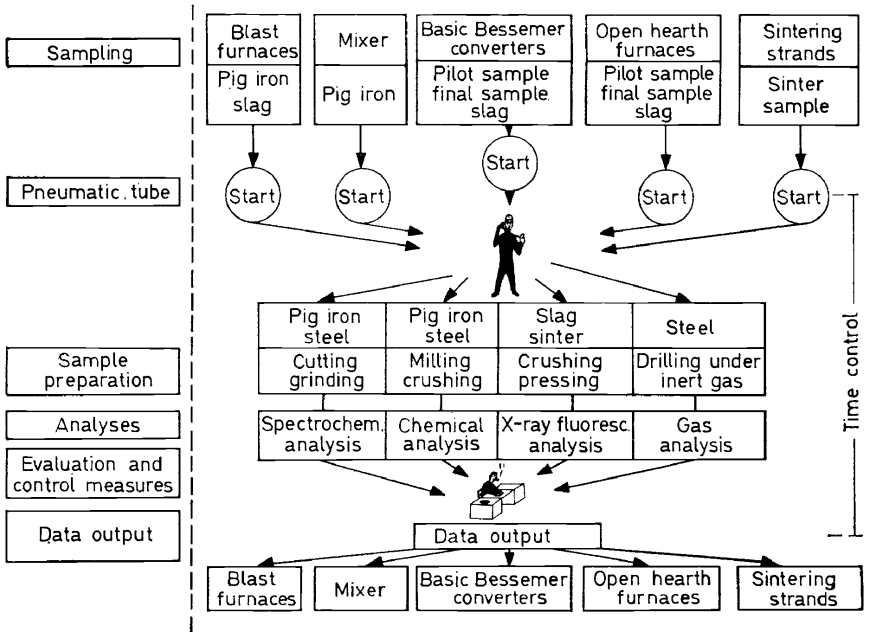 Sampling
Blast
furnaces
Pig iron
slag
Mixer
Pig iron
Basic Bessemer
converters
Pilot sample
final sample
slag
Open hearth
furnaces
Pilot sample
final sample
slag
Sintering
strands
Sinter
sample
Pneumatic tube
Start
Start
Start
Start
Start
Time control
Sample
preparation
Pig iron
steel
Cutting
grinding
Pig iron
steel
Milling
crushing
Slag
sinter
Crushing
pressing
Steel
Drilling under
inert gas
Analyses
Spectrochem.
analysis
Chemical
analysis
X-ray fluoresc.
analysis
Gas
analysis
Evaluation and
control measures
Data output
Data output
Blast
furnaces
Mixer
Basic Bessemer
converters
Open hearth
furnaces
Sintering
strands